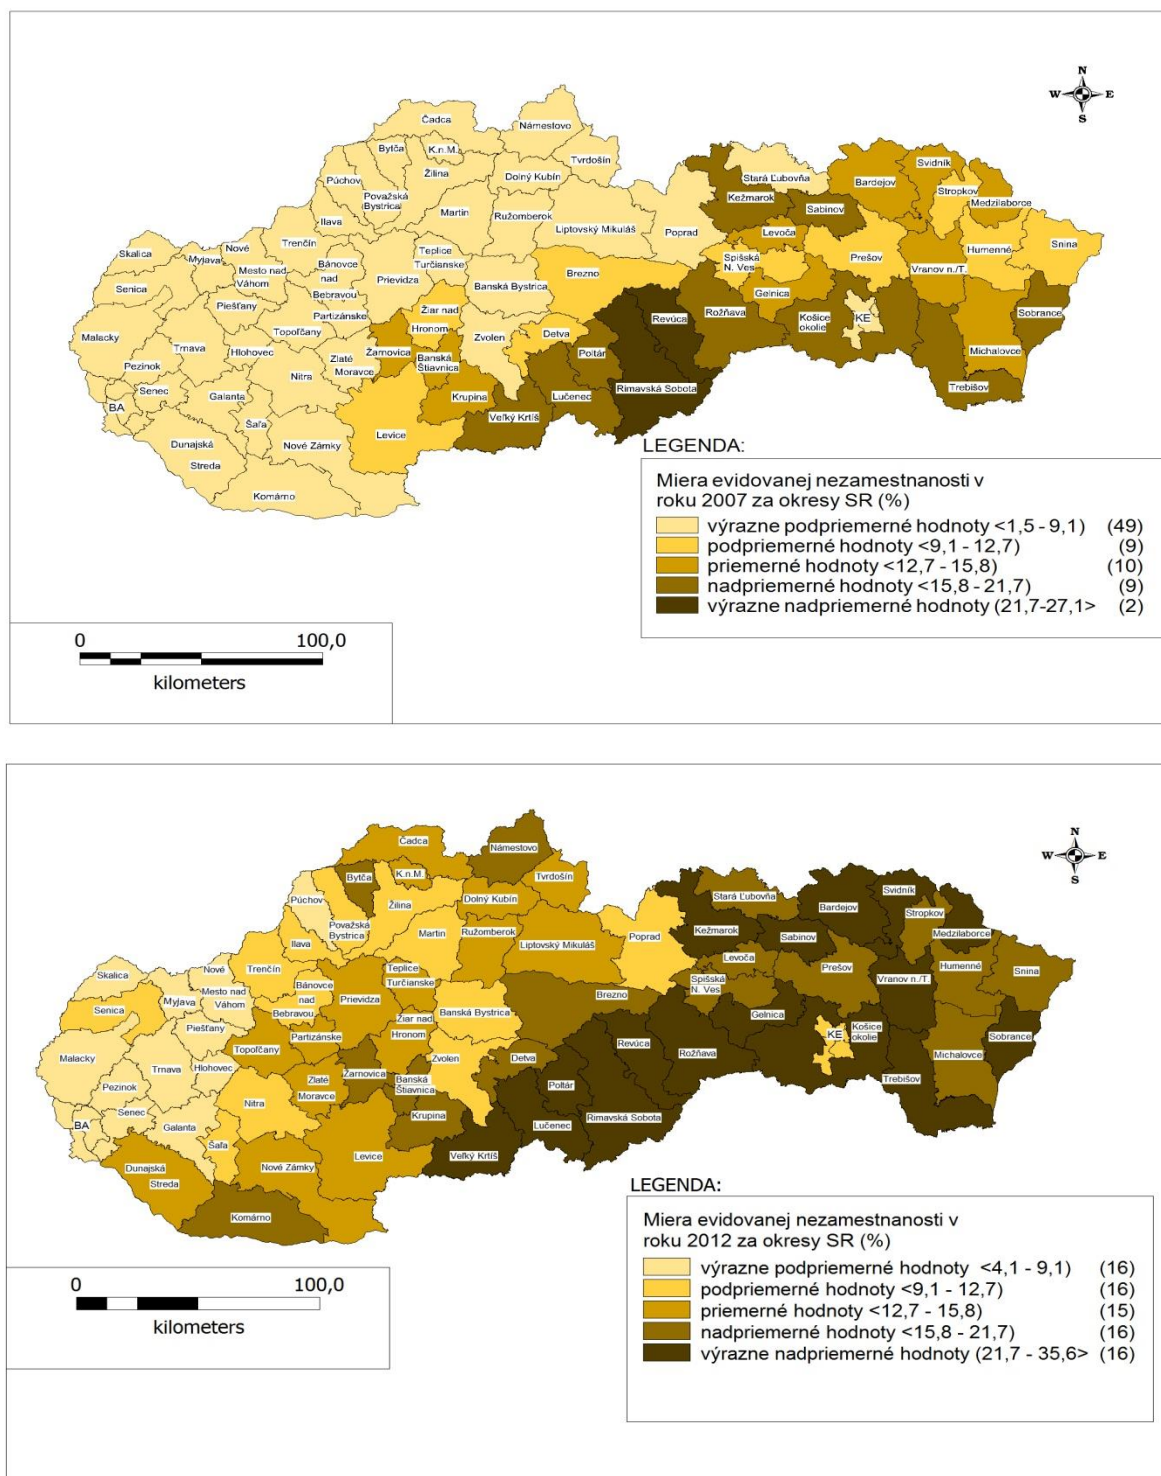 N
W E
S
Čadca
Námestovo
Bytča
K.n.M.
Tvrdošín
Púchov
Žilina
Dolný Kubín
Stará Ľubovňa
Svidník
Bardejov
Považská
Bystrica
Kežmarok
Stropkov
Medzilaborce
Ilava
Martin
Ružomberok
Sabinov
Liptovský Mikuláš
Poprad
Levoča
Skalica
Nové
Trenčín
Teplice
Turčianske
Humenné
Snina
Myjava
Mesto nad
Váhom
Bánovce
nad
Bebravou
Prievidza
Brezno
Spišská
N. Ves
Prešov
Vranov n./T.
Senica
Banská Bystrica
Gelnica
Piešťany
Partizánske
Žiar nad
Hronom
Rožňava
Košice
okolie
KE
Sobrance
Malacky
Topoľčany
Zvolen
Detva
Revúca
Trnava
Hlohovec
Zlaté
Moravce
Žarnovica
Banská
Štiavnica
Poltár
Michalovce
Pezinok
Nitra
Senec
Galanta
Krupina
Lučenec
Rimavská Sobota
Trebišov
BA
Šaľa
Veľký Krtíš
Dunajská
Streda
Nové Zámky
Levice
Komárno
LEGENDA:
Miera evidovanej nezamestnanosti v
roku 2007 za okresy SR (%)
výrazne podpriemerné hodnoty <1,5 - 9,1) (49)
podpriemerné hodnoty <9,1 - 12,7) (9)
priemerné hodnoty <12,7 - 15,8) (10)
nadpriemerné hodnoty <15,8 - 21,7) (9)
výrazne nadpriemerné hodnoty (21,7-27,1> (2)
0 100,0
kilometers
N
W E
S
Čadca
Námestovo
Bytča
K.n.M.
Tvrdošín
Púchov
Žilina
Dolný Kubín
Stará Ľubovňa
Svidník
Bardejov
Považská
Bystrica
Martin
Ružomberok
Kežmarok
Stropkov
Medzilaborce
Ilava
Liptovský Mikuláš
Poprad
Sabinov
Levoča
Prešov
Humenné
Trenčín
Teplice
Turčianske
Skalica
Nové
Mesto nad
Váhom
Bánovce
nad
Bebravou
Prievidza
Spišská
N. Ves
Vranov n./T.
Snina
Myjava
Senica
Brezno
Banská Bystrica
Gelnica
Piešťany
Žiar nad
Hronom
KE
Košice
okolie
Sobrance
Partizánske
Topoľčany
Zvolen
Detva
Revúca
Rožňava
Michalovce
Malacky
Trnava
Hlohovec
Zlaté
Moravce
Žarnovica
Banská
Štiavnica
Poltár
Trebišov
Pezinok
Nitra
Krupina
Rimavská Sobota
Senec
Galanta
Lučenec
BA
Šaľa
Levice
Veľký Krtíš
Dunajská
Streda
Nové Zámky
Komárno
LEGENDA:
Miera evidovanej nezamestnanosti v
roku 2012 za okresy SR (%)
výrazne podpriemerné hodnoty <4,1 - 9,1) (16)
podpriemerné hodnoty <9,1 - 12,7) (16)
priemerné hodnoty <12,7 - 15,8) (15)
nadpriemerné hodnoty <15,8 - 21,7) (16)
výrazne nadpriemerné hodnoty (21,7 - 35,6> (16)
0 100,0
kilometers